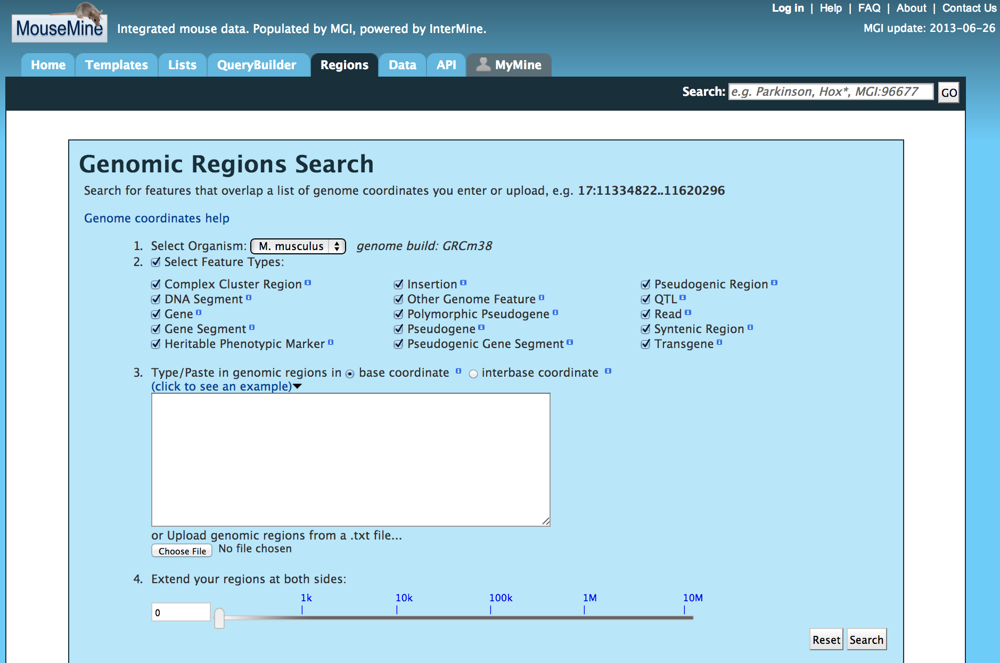 Log in | Help | FAQ | About | Contact Us
MouseMine Integrated mouse data. Populated by MGI, powered by InterMine.
MGI update: 2013-06-26
Home Templates Lists QueryBuilder Regions Data API MyMine
Search: e.g. Parkinson, Hox*, MGI:96677 GO
Genomic Regions Search
Search for features that overlap a list of genome coordinates you enter or upload, e.g. 17:11334822..11620296
Genome coordinates help
1. Select Organism: M. musculus genome build: GRCm38
2. Select Feature Types:
Complex Cluster Region Insertion Pseudogenic Region
DNA Segment Other Genome Feature QTL
Gene Polymorphic Pseudogene Read
Gene Segment Pseudogene Syntenic Region
Heritable Phenotypic Marker Pseudogenic Gene Segment Transgene
3. Type/Paste in genomic regions in base coordinate interbase coordinate
(click to see an example)
or Upload genomic regions from a .txt file...
Choose File No file chosen
4. Extend your regions at both sides:
1k 10k 100k 1M 10M
0
Reset Search